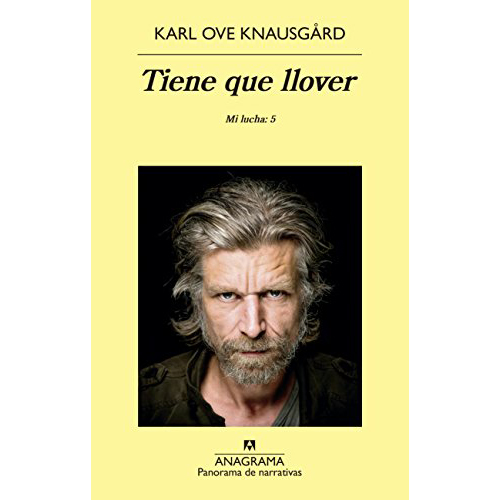 KARL OVE KNAUSGÅRD
Tiene que llover
Mi lucha: 5
ANAGRAMA
Panorama de narrativas